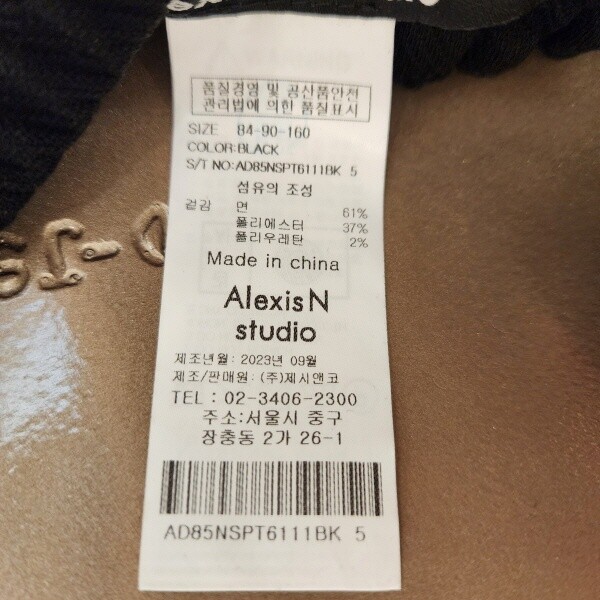 품질경영 및 공산품안전
관리법에 의한 품질표시
SIZE 84-90-160
COLOR:BLACK
S/T NO:AD85NSPT6111BK 5
섬유의 조성
겉감 면 61%
폴리에스터 37%
폴리우레탄 2%
Made in china
AlexisN
studio
제조년월: 2023년 09월
제조/판매원: (주)제시앤코
TEL : 02-3406-2300
주소:서울시 중구
장충동 2가 26-1
AD85NSPT6111BK 5